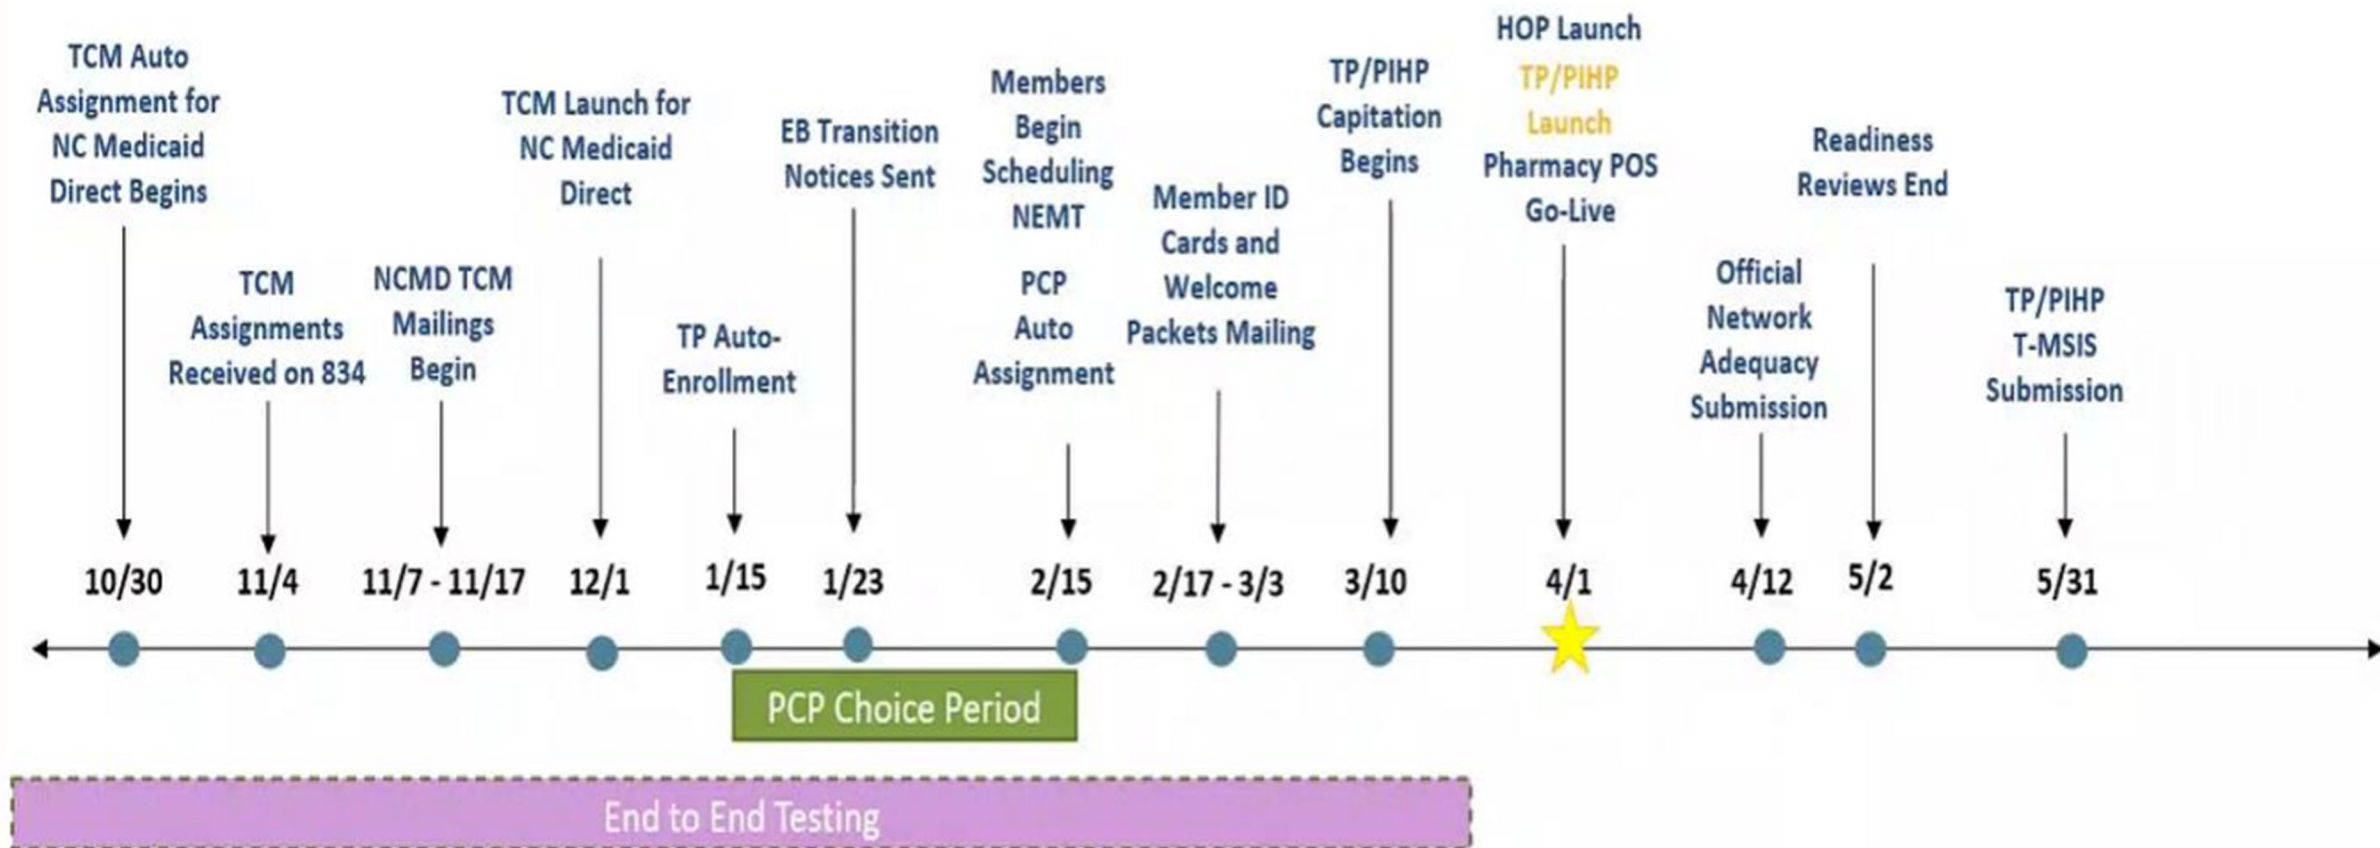 TCM Auto
Assignment for
NC Medicaid
Direct Begins
TCM
Assignments
Received on 834
NCMD TCM
Mailings
Begin
TCM Launch for
NC Medicaid
Direct
TP Auto-
Enrollment
EB Transition
Notices Sent
Members
Begin
Scheduling
NEMT
PCP
Auto
Assignment
Member ID
Cards and
Welcome
Packets Mailing
TP/PIHP
Capitation
Begins
HOP Launch
TP/PIHP
Launch
Pharmacy POS
Go-Live
Official
Network
Adequacy
Submission
Readiness
Reviews End
TP/PIHP
T-MSIS
Submission
10/30
11/4
11/7 - 11/17
12/1
1/15
1/23
2/15
2/17 - 3/3
3/10
4/1
4/12
5/2
5/31
PCP Choice Period
End to End Testing